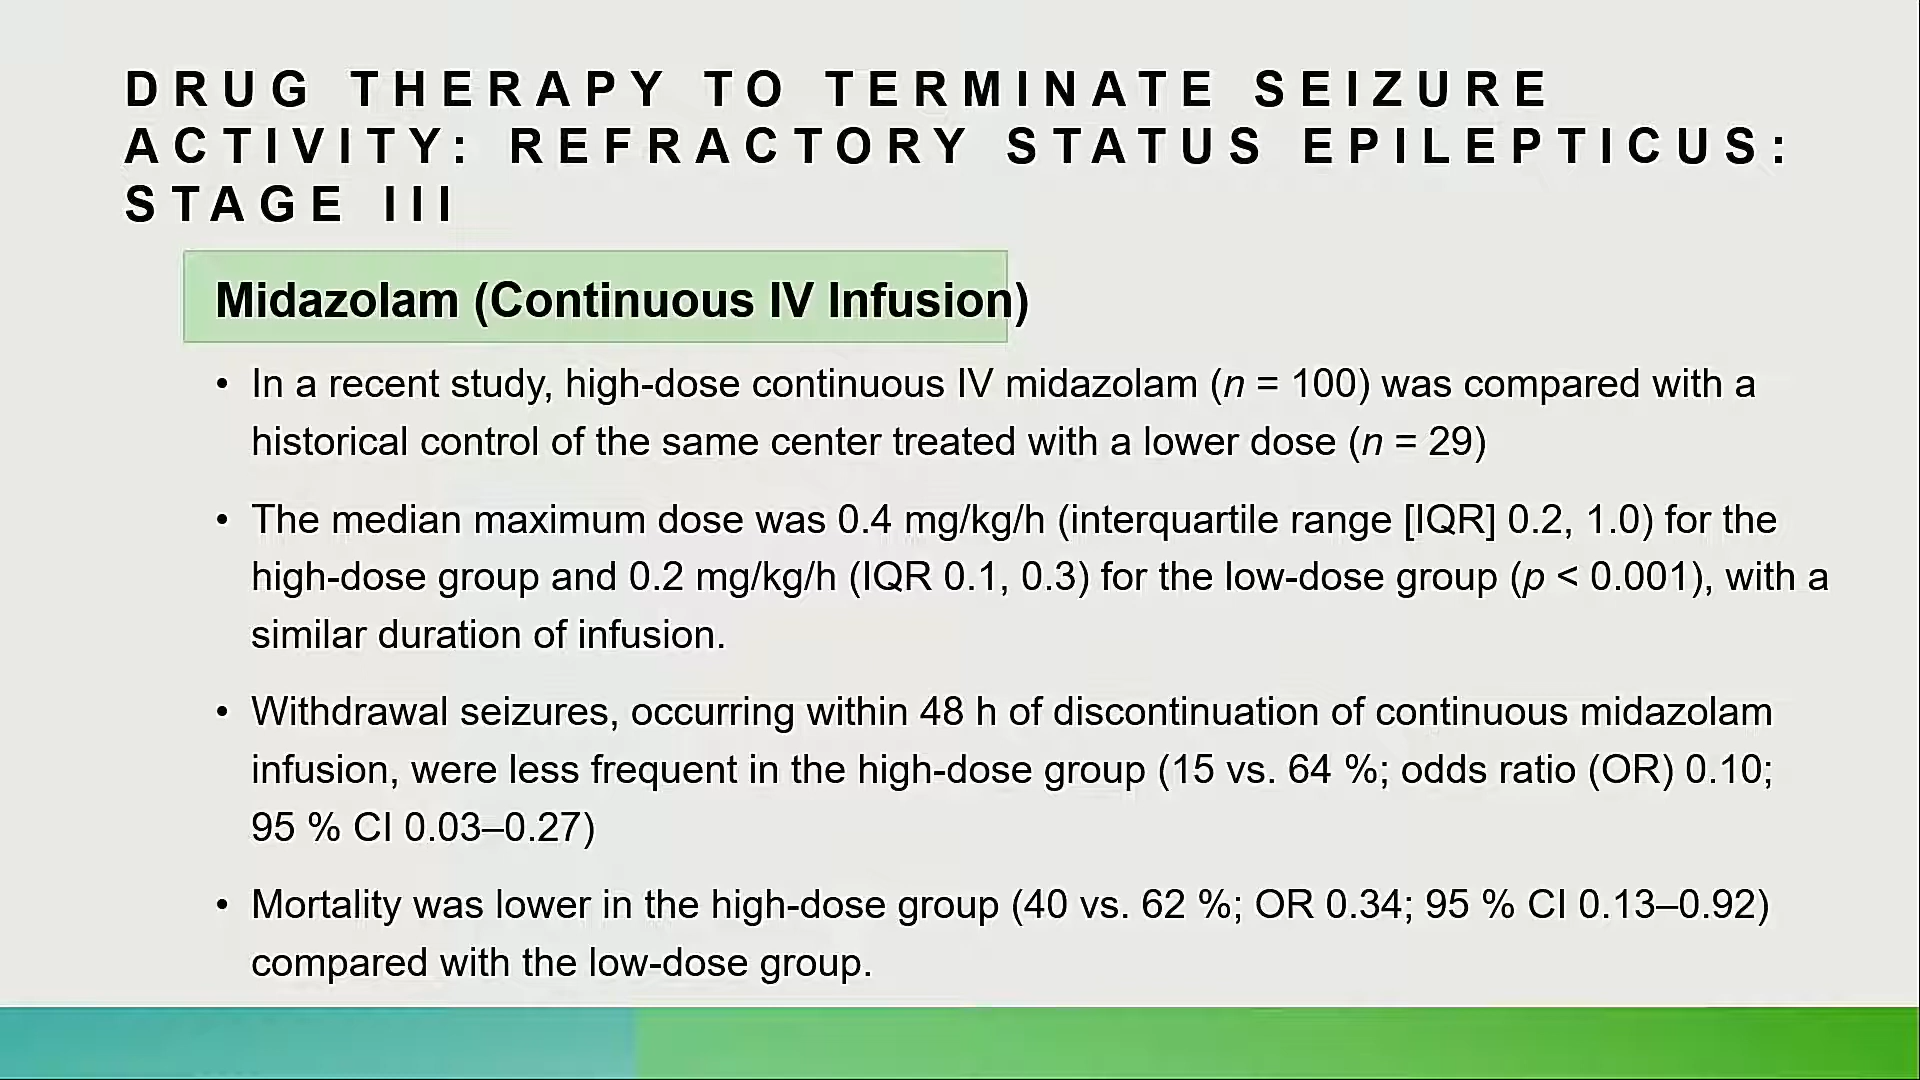 DRUG THERAPY TO TERMINATE SEIZURE
ACTIVITY: REFRACTORY STATUS EPILEPTICUS:
STAGE III
Midazolam (Continuous IV Infusion)
• In a recent study, high-dose continuous IV midazolam (n = 100) was compared with a
historical control of the same center treated with a lower dose (n = 29)
• The median maximum dose was 0.4 mg/kg/h (interquartile range [IQR] 0.2, 1.0) for the
high-dose group and 0.2 mg/kg/h (IQR 0.1, 0.3) for the low-dose group (p < 0.001), with a
similar duration of infusion.
• Withdrawal seizures, occurring within 48 h of discontinuation of continuous midazolam
infusion, were less frequent in the high-dose group (15 vs. 64 %; odds ratio (OR) 0.10;
95 % CI 0.03–0.27)
• Mortality was lower in the high-dose group (40 vs. 62 %; OR 0.34; 95 % CI 0.13–0.92)
compared with the low-dose group.